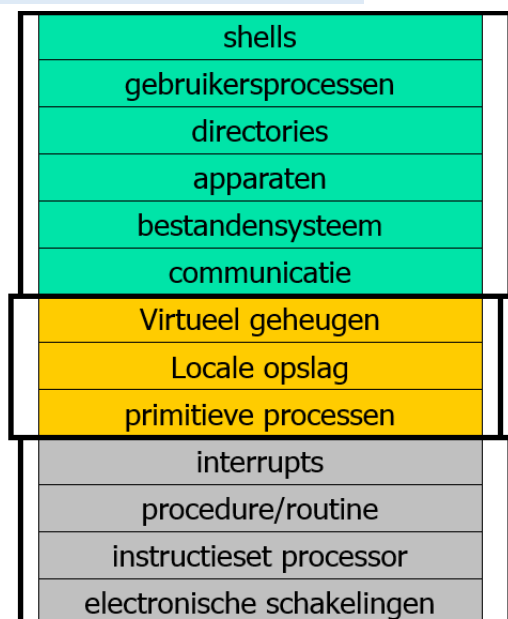 shells
gebruikersprocessen
directories
apparaten
bestandensysteem
communicatie
Virtueel geheugen
Locale opslag
primitieve processen
interrupts
procedure/routine
instructieset processor
electronische schakelingen